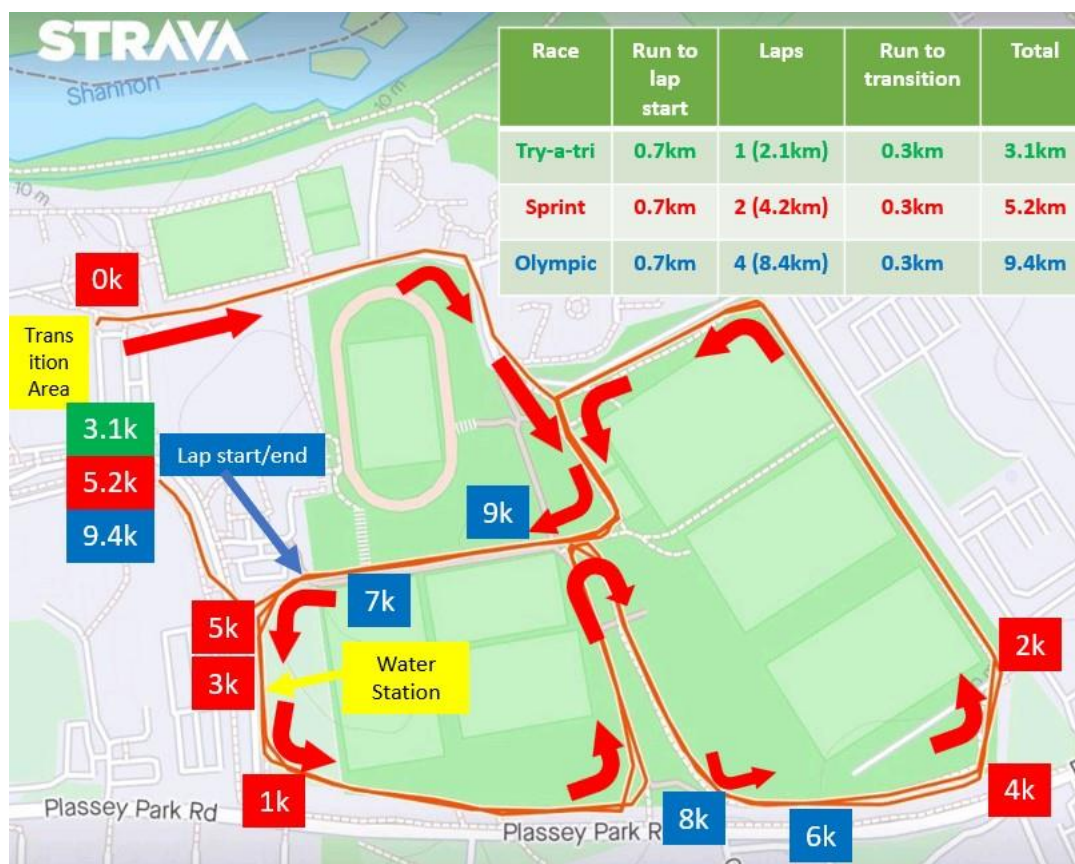 STRAVA
Shannon
10 m
10 m
Race
Run to
lap
start
Laps
Run to
transition
Total
Try-a-tri
0.7km
1 (2.1km)
0.3km
3.1km
Sprint
0.7km
2 (4.2km)
0.3km
5.2km
Olympic
0.7km
4 (8.4km)
0.3km
9.4km
0k
Trans
ition
Area
3.1k
5.2k
9.4k
Lap start/end
9k
7k
5k
3k
Water
Station
2k
1k
4k
8k
6k
Plassey Park Rd
Plassey Park R